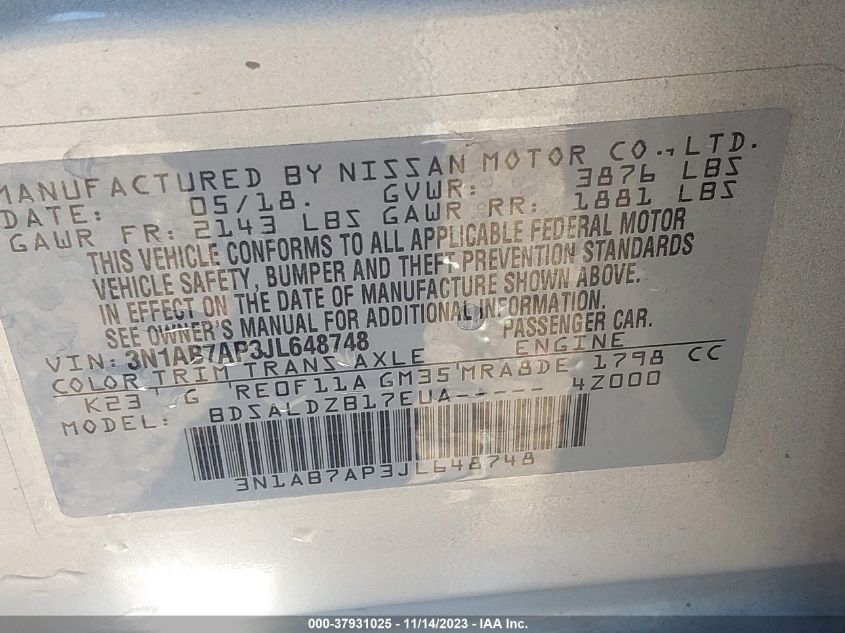 MANUFACTURED BY NISSAN MOTOR CO., LTD.
DATE: 05/18. GVWR: 3876 LBS
GAWR FR: 2143 LBS GAWR RR: 1881 LBS
THIS VEHICLE CONFORMS TO ALL APPLICABLE FEDERAL MOTOR
VEHICLE SAFETY, BUMPER AND THEFT PREVENTION STANDARDS
IN EFFECT ON THE DATE OF MANUFACTURE SHOWN ABOVE.
SEE OWNER'S MANUAL FOR ADDITIONAL INFORMATION.
VIN: 3N1AB7AP3JL648748 PASSENGER CAR.
COLOR TRIM TRANS AXLE ENGINE
K23 G RE0F11A GM35 MRA8DE 1798 CC
MODEL: BDSALDZB17EUA----- 4Z000
3N1AB7AP3JL648748
000-37931025 - 11/14/2023 - IAA Inc.